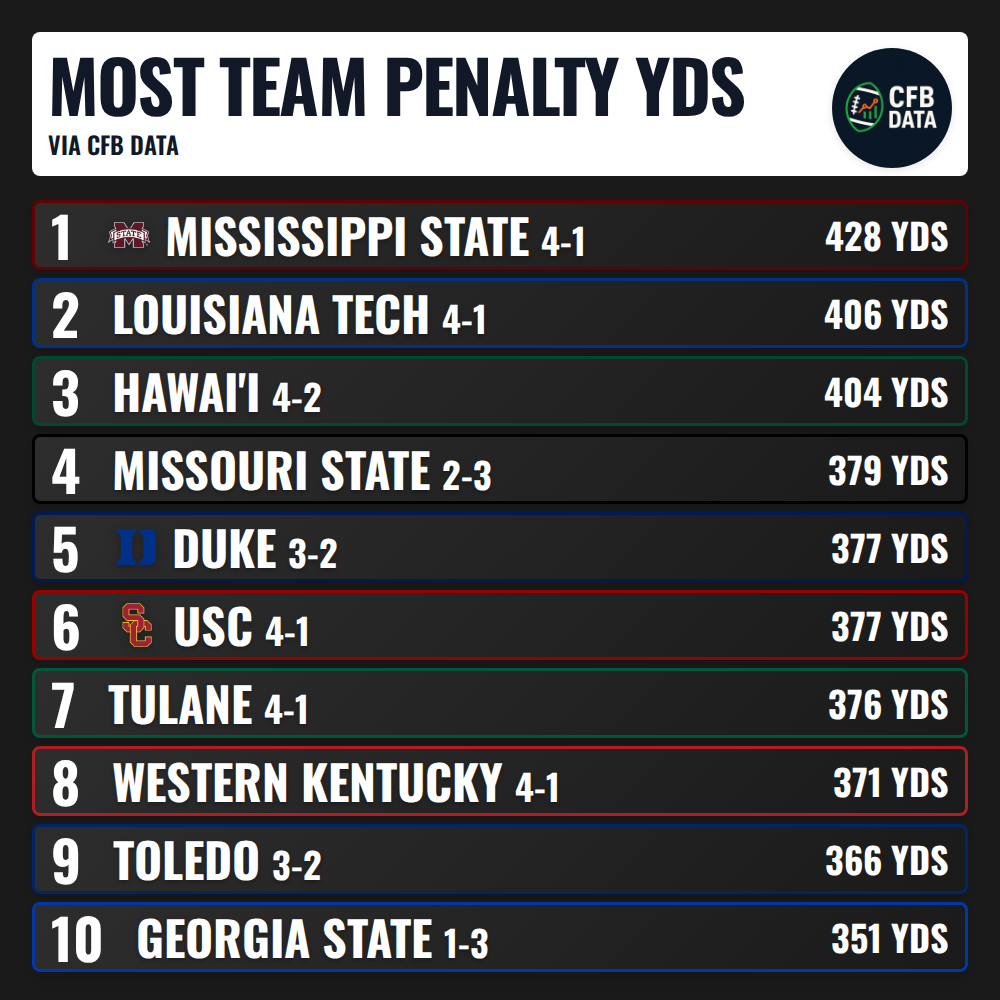 MOST TEAM PENALTY YDS
VIA CFB DATA
CFB
DATA
1 STATE MISSISSIPPI STATE 4-1 428 YDS
2 LOUISIANA TECH 4-1 406 YDS
3 HAWAI'I 4-2 404 YDS
4 MISSOURI STATE 2-3 379 YDS
5 D DUKE 3-2 377 YDS
6 SC USC 4-1 377 YDS
7 TULANE 4-1 376 YDS
8 WESTERN KENTUCKY 4-1 371 YDS
9 TOLEDO 3-2 366 YDS
10 GEORGIA STATE 1-3 351 YDS